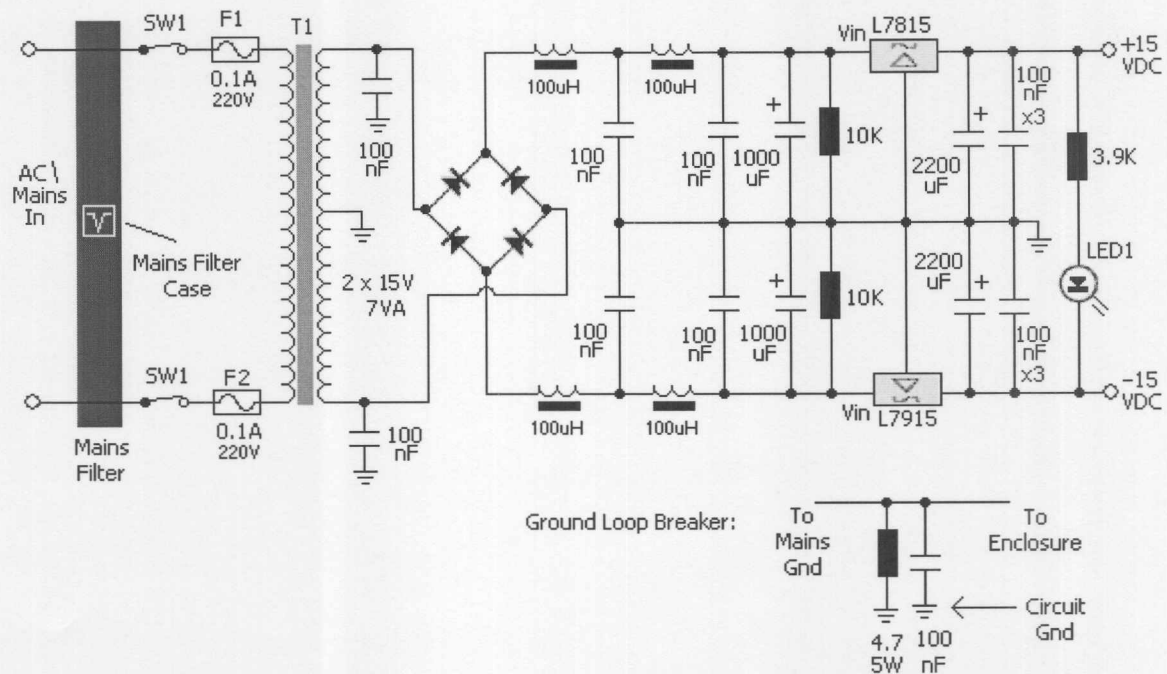 SW1
F1
T1
0.1A
220V
100
nF
AC\
Mains
In
Mains Filter
Case
2 x 15V
7VA
SW1
F2
0.1A
220V
Mains
Filter
100
nF
100uH
100uH
100
nF
100
nF
+
1000
uF
10K
Vin
L7815
+
2200
uF
100
nF
x3
3.9K
+15
VDC
LED1
100
nF
100
nF
+
1000
uF
10K
2200
uF
+
100
nF
x3
100uH
100uH
Vin
L7915
-15
VDC
Ground Loop Breaker:
To
Mains
Gnd
To
Enclosure
Circuit
Gnd
4.7
5W
100
nF